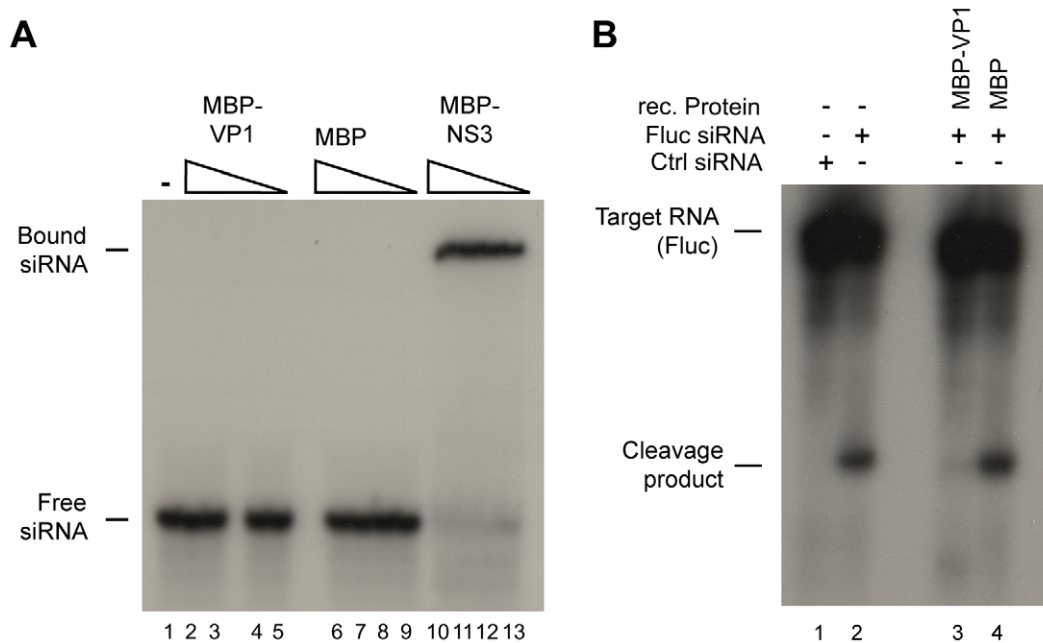 A
MBP-
VP1
MBP
MBP-
NS3
-
Bound
siRNA
Free
siRNA
1 2 3 4 5 6 7 8 9 10 11 12 13
B
MBP-VP1
MBP
rec. Protein - -
Fluc siRNA - + + +
Ctrl siRNA + - - -
Target RNA
(Fluc)
Cleavage
product
1 2 3 4